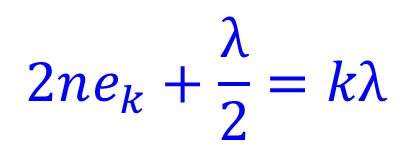 2ne_k + λ/2 = kλ